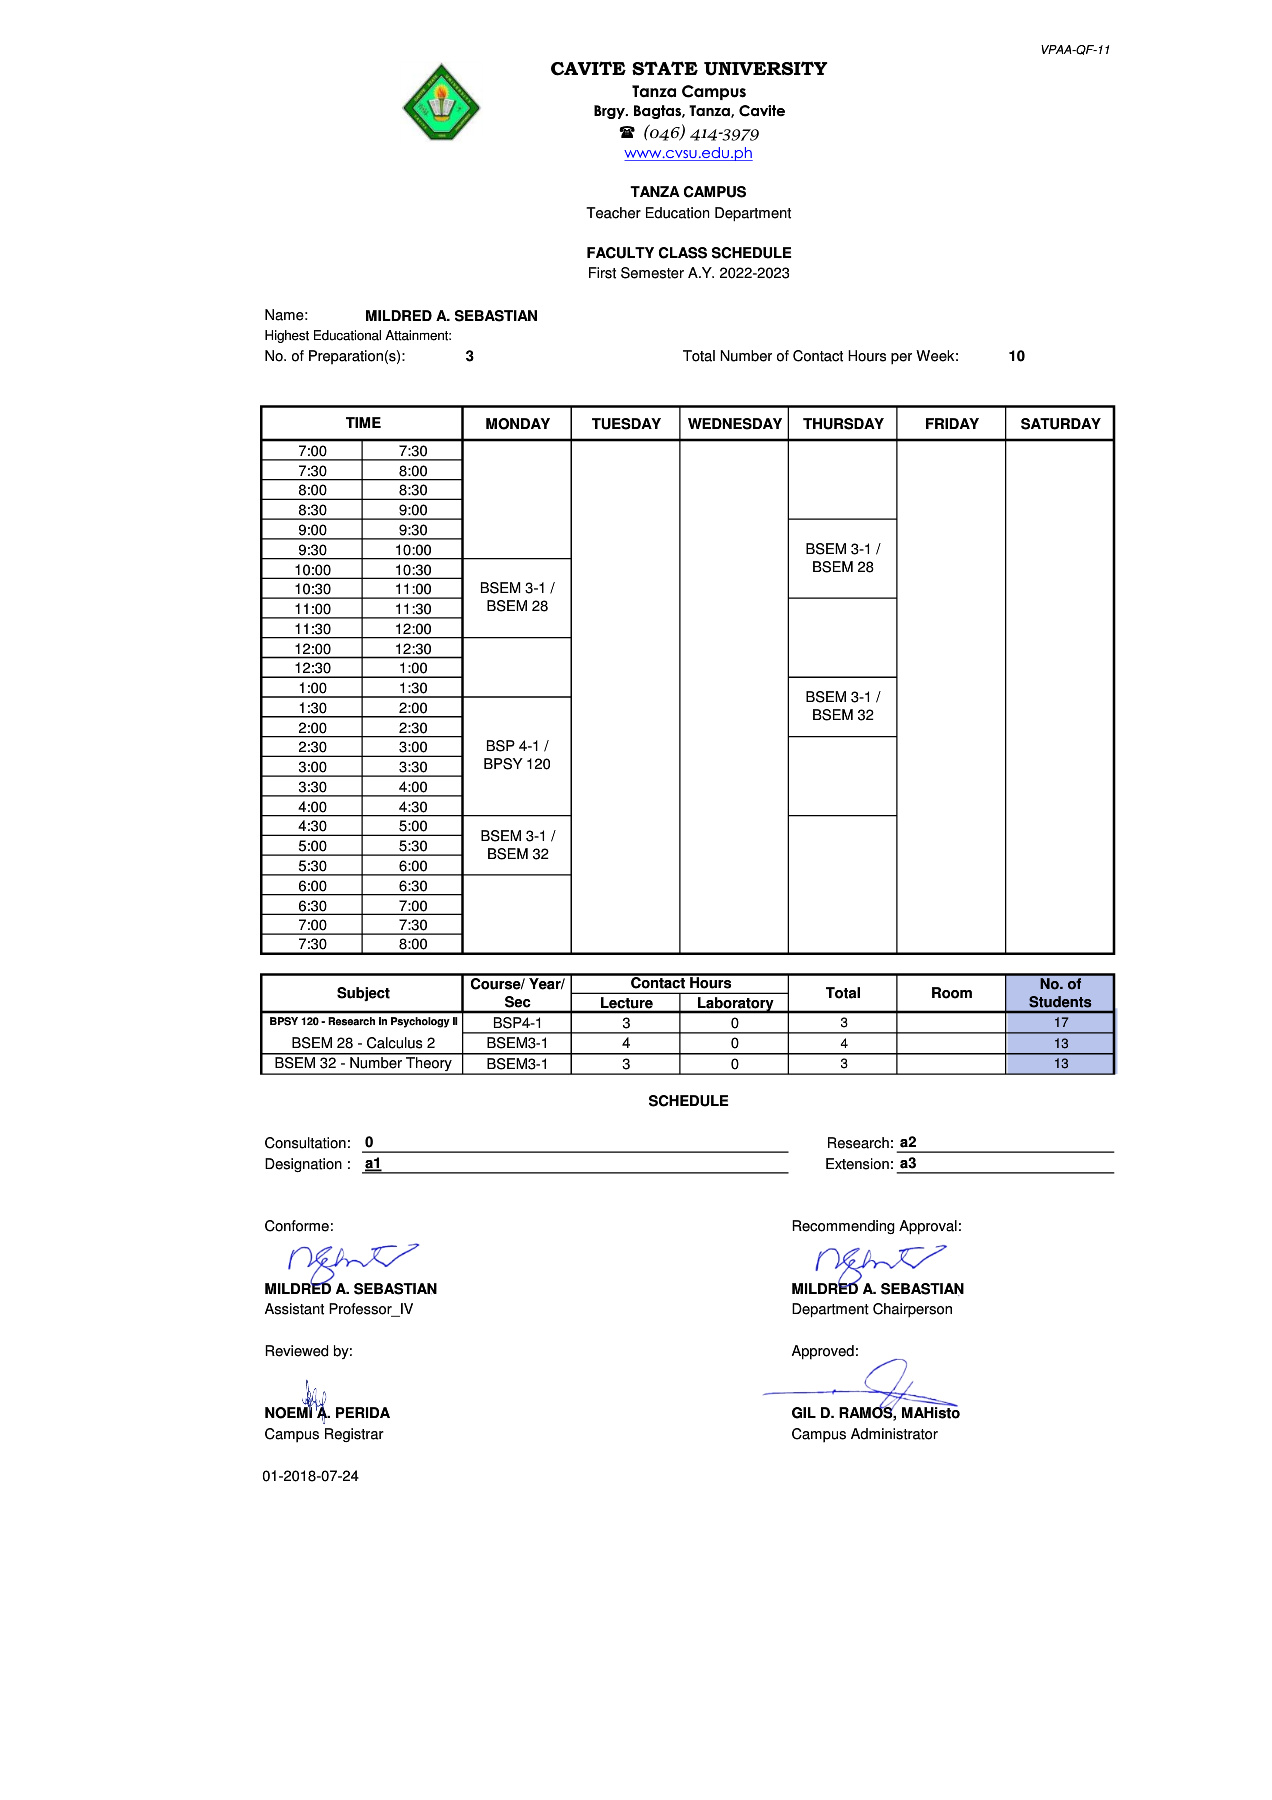 VPAA-QF-11
CAVITE STATE UNIVERSITY
Tanza Campus
Brgy. Bagtas, Tanza, Cavite
☎ (046) 414-3979
www.cvsu.edu.ph
TANZA CAMPUS
Teacher Education Department
FACULTY CLASS SCHEDULE
First Semester A.Y. 2022-2023
Name: MILDRED A. SEBASTIAN
Highest Educational Attainment:
No. of Preparation(s): 3 Total Number of Contact Hours per Week: 10
TIME MONDAY TUESDAY WEDNESDAY THURSDAY FRIDAY SATURDAY
7:00 7:30
7:30 8:00
8:00 8:30
8:30 9:00
9:00 9:30
9:30 10:00
BSEM 3-1 /
BSEM 28
10:00 10:30
10:30 11:00
11:00 11:30
11:30 12:00
BSEM 3-1 /
BSEM 28
12:00 12:30
12:30 1:00
1:00 1:30
1:30 2:00
BSEM 3-1 /
BSEM 32
2:00 2:30
2:30 3:00
3:00 3:30
3:30 4:00
4:00 4:30
BSP 4-1 /
BPSY 120
4:30 5:00
5:00 5:30
5:30 6:00
BSEM 3-1 /
BSEM 32
6:00 6:30
6:30 7:00
7:00 7:30
7:30 8:00
Subject Course/ Year/ Sec Contact Hours Total Room No. of Students
Lecture Laboratory
BPSY 120 - Research In Psychology II BSP4-1 3 0 3 17
BSEM 28 - Calculus 2 BSEM3-1 4 0 4 13
BSEM 32 - Number Theory BSEM3-1 3 0 3 13
SCHEDULE
Consultation: 0 Research: a2
Designation : a1 Extension: a3
Conforme: Recommending Approval:
MILDRED A. SEBASTIAN MILDRED A. SEBASTIAN
Assistant Professor_IV Department Chairperson
Reviewed by: Approved:
NOEMI A. PERIDA GIL D. RAMOS, MAHisto
Campus Registrar Campus Administrator
01-2018-07-24